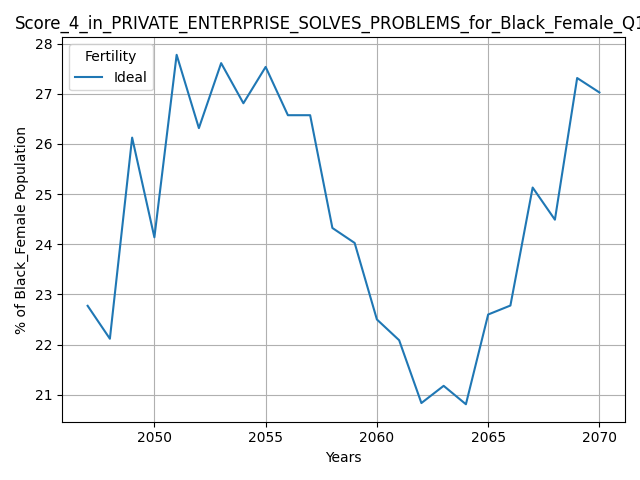 Score_4_in_PRIVATE_ENTERPRISE_SOLVES_PROBLEMS_for_Black_Female_Q1
Fertility
Ideal
% of Black_Female Population
28
27
26
25
24
23
22
21
2050 2055 2060 2065 2070
Years